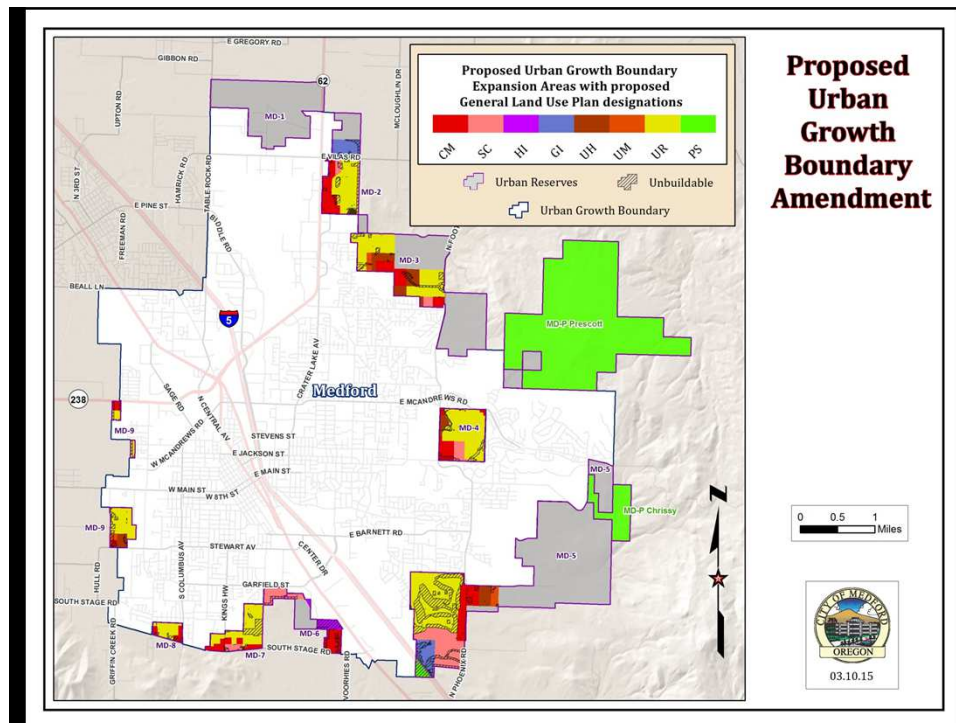 Proposed
Urban
Growth
Boundary
Amendment
Proposed Urban Growth Boundary
Expansion Areas with proposed
General Land Use Plan designations
CM
SC
HI
GI
UH
UM
UR
PS
Urban Reserves
Unbuildable
Urban Growth Boundary
E GREGORY RD
GIBBON RD
62
UPTON RD
MCLOUGHLIN DR
MD-1
E VILAS RD
TABLE ROCK RD
HAMRICK RD
N 3RD ST
MD-2
E PINE ST
BIDDLE RD
FREEMAN RD
N FOOT
MD-3
BEALL LN
5
MD-P Prescott
CRATER LAKE AV
Medford
238
SAGE RD
N CENTRAL AV
E MCANDREWS RD
MD-9
MD-4
W MCANDREWS RD
STEVENS ST
E JACKSON ST
E MAIN ST
MD-5
W MAIN ST
W 8TH ST
MD-P Chrissy
MD-9
E BARNETT RD
STEWART AV
CENTER DR
MD-5
HULL RD
S COLUMBUS AV
GARFIELD ST
KINGS HW
SOUTH STAGE RD
MD-6
MD-8
MD-7
SOUTH STAGE RD
GRIFFIN CREEK RD
VOORHIES RD
N PHOENIX RD
Z
0 0.5 1
Miles
CITY OF MEDFORD
OREGON
03.10.15